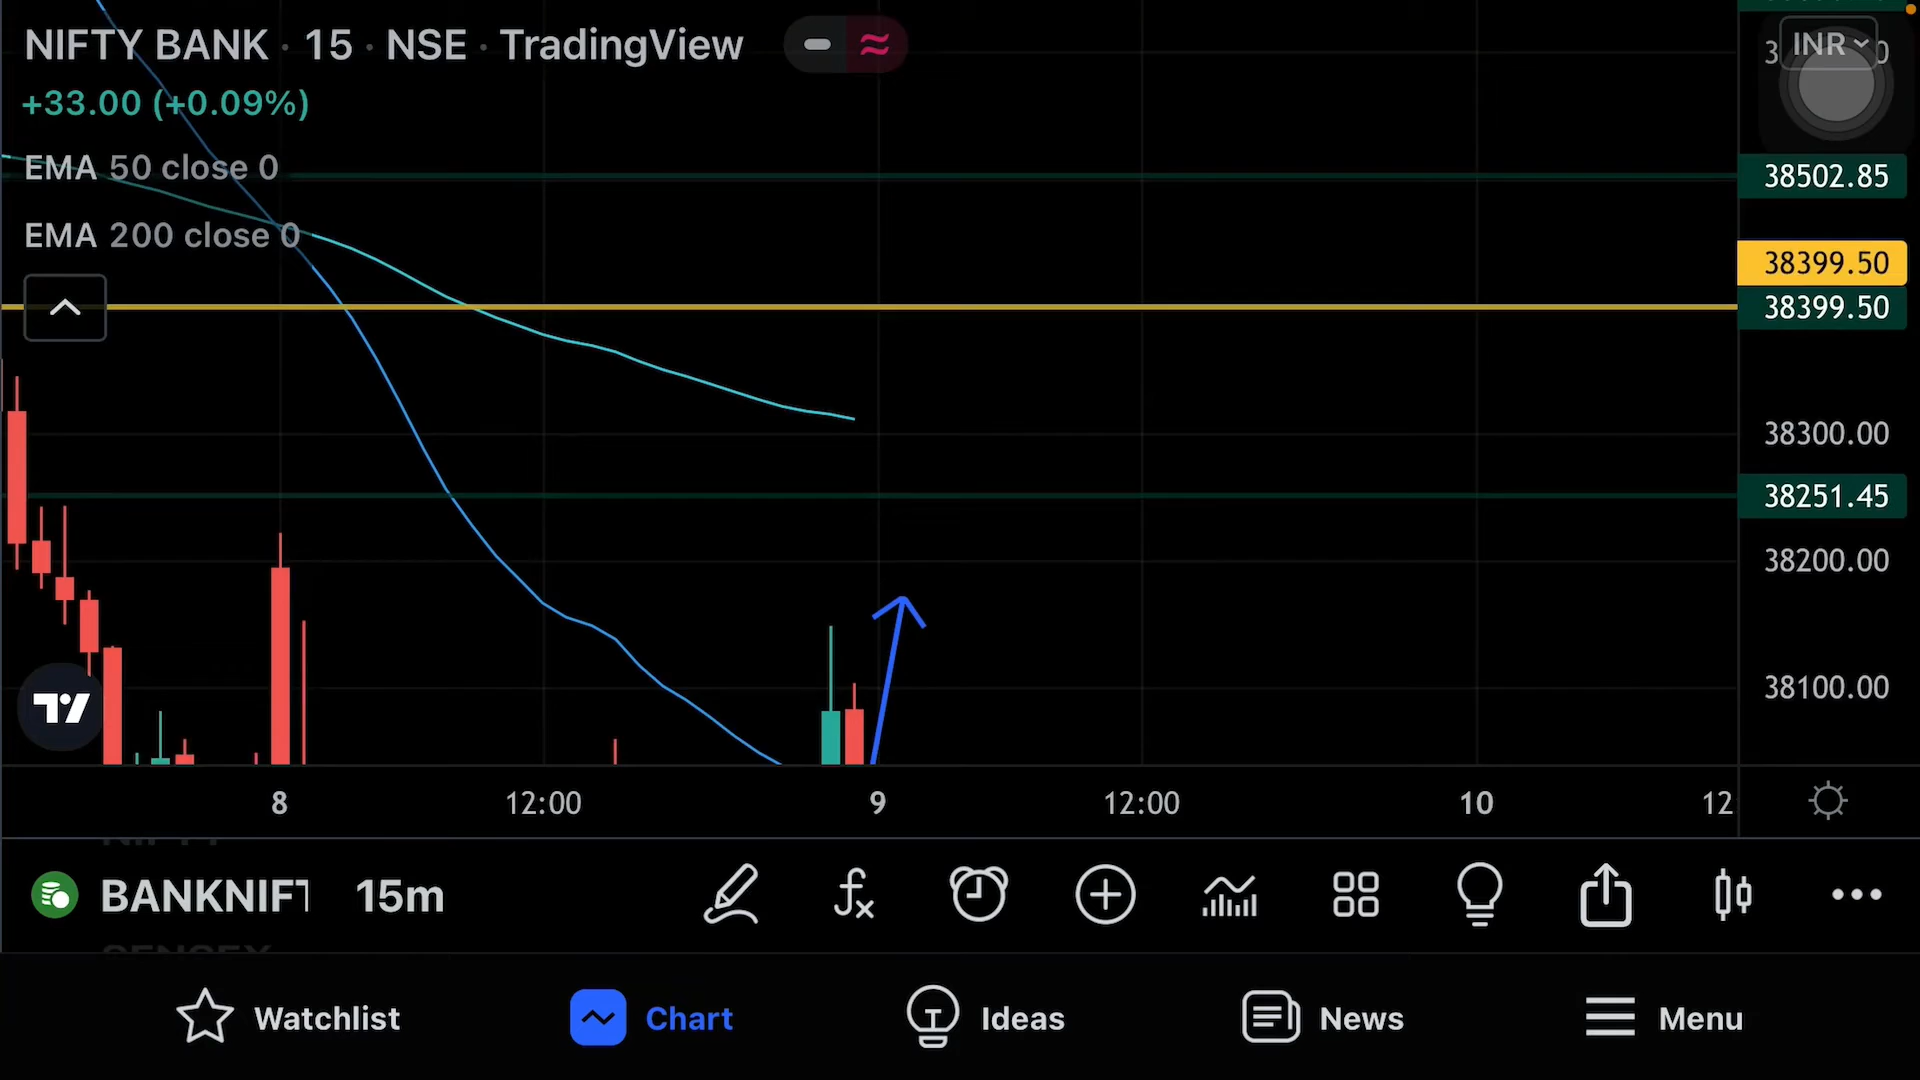 NIFTY BANK · 15 · NSE · TradingView
INR
+33.00 (+0.09%)
EMA 50 close 0
38502.85
EMA 200 close 0
38399.50
38399.50
38300.00
38251.45
38200.00
38100.00
8 12:00 9 12:00 10 12
BANKNIFT 15m
Watchlist Chart Ideas News Menu